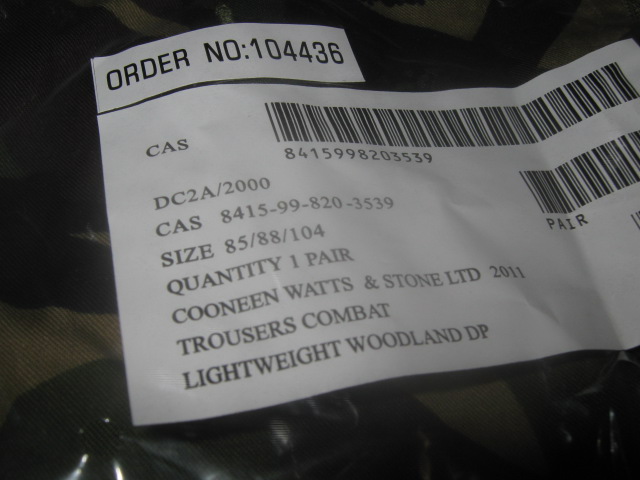 ORDER NO:104436
CAS
8415998203539
DC2A/2000
CAS 8415-99-820-3539
PAIR
SIZE 85/88/104
QUANTITY 1 PAIR
COONEEN WATTS & STONE LTD 2011
TROUSERS COMBAT
LIGHTWEIGHT WOODLAND DP